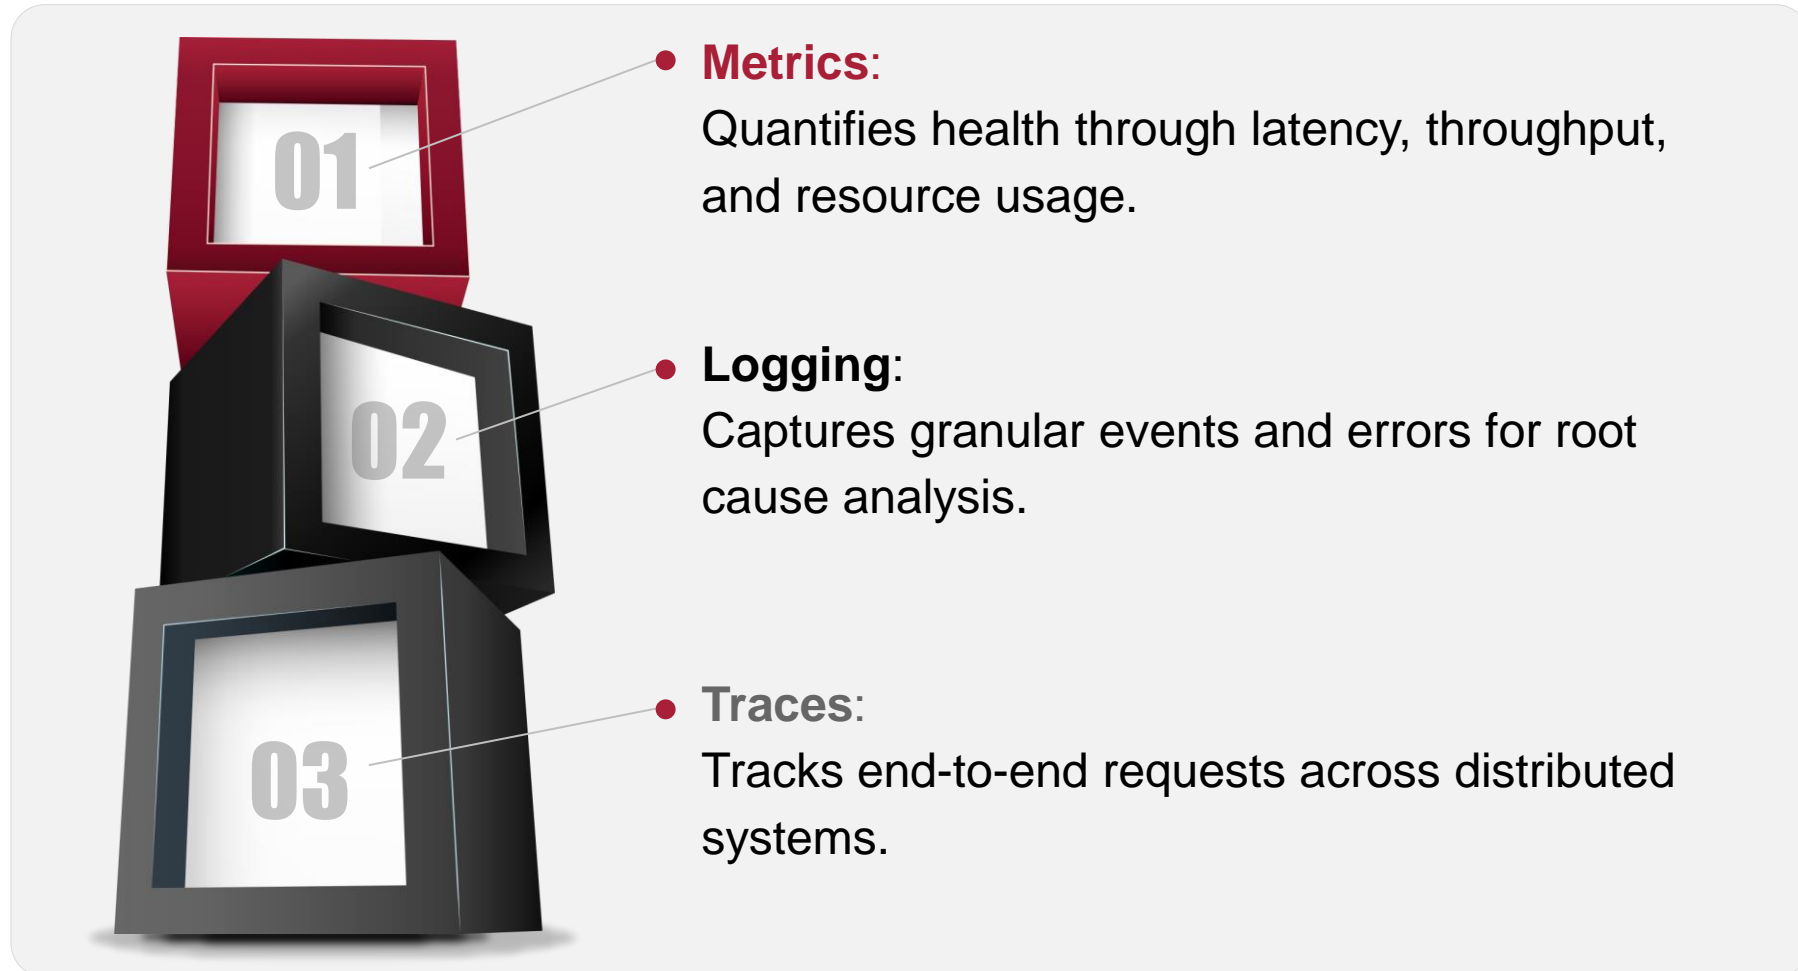 01
Metrics:
Quantifies health through latency, throughput,
and resource usage.
02
Logging:
Captures granular events and errors for root
cause analysis.
03
Traces:
Tracks end-to-end requests across distributed
systems.